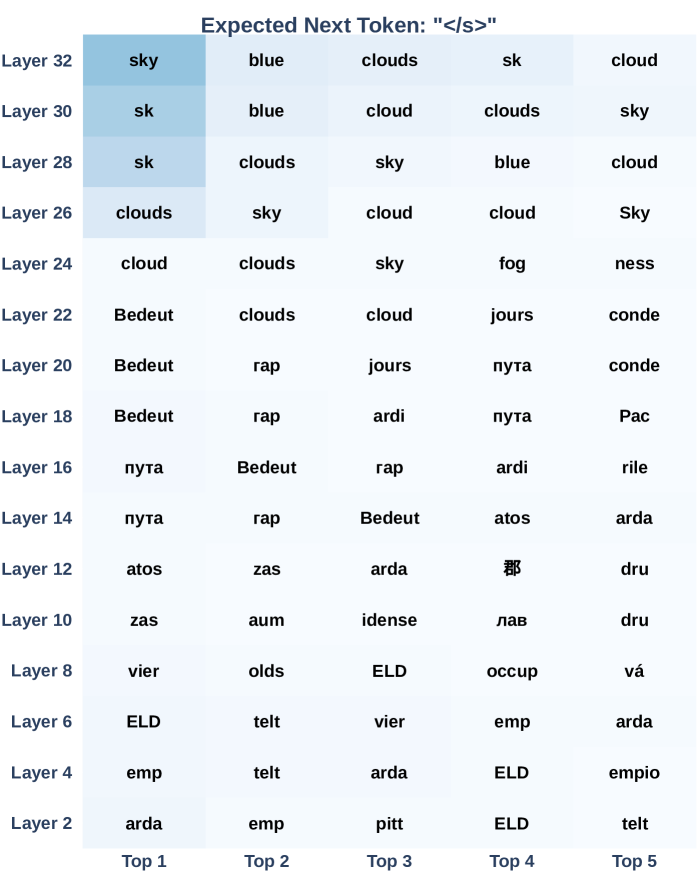 Expected Next Token: "</s>"
Layer 32 sky blue clouds sk cloud
Layer 30 sk blue cloud clouds sky
Layer 28 sk clouds sky blue cloud
Layer 26 clouds sky cloud cloud Sky
Layer 24 cloud clouds sky fog ness
Layer 22 Bedeut clouds cloud jours conde
Layer 20 Bedeut гар jours пута conde
Layer 18 Bedeut гар ardi пута Pac
Layer 16 пута Bedeut гар ardi rile
Layer 14 пута гар Bedeut atos arda
Layer 12 atos zas arda 郡 dru
Layer 10 zas aum idense лав dru
Layer 8 vier olds ELD occup vá
Layer 6 ELD telt vier emp arda
Layer 4 emp telt arda ELD empio
Layer 2 arda emp pitt ELD telt
Top 1 Top 2 Top 3 Top 4 Top 5